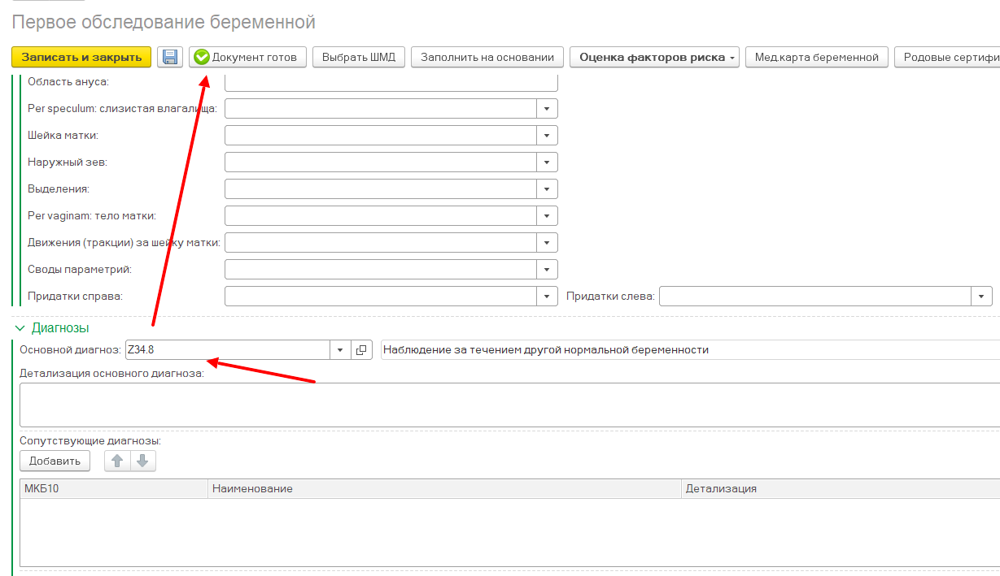 Первое обследование беременной
Записать и закрыть Документ готов Выбрать ШМД Заполнить на основании Оценка факторов риска Мед.карта беременной Родовые сертифи
Область ануса:
Per speculum: слизистая влагалища:
Шейка матки:
Наружный зев:
Выделения:
Per vaginam: тело матки:
Движения (тракции) за шейку матки:
Своды параметрий:
Придатки справа: Придатки слева:
Диагнозы
Основной диагноз: Z34.8 Наблюдение за течением другой нормальной беременности
Детализация основного диагноза:
Сопутствующие диагнозы:
Добавить
МКБ10 Наименование Детализация